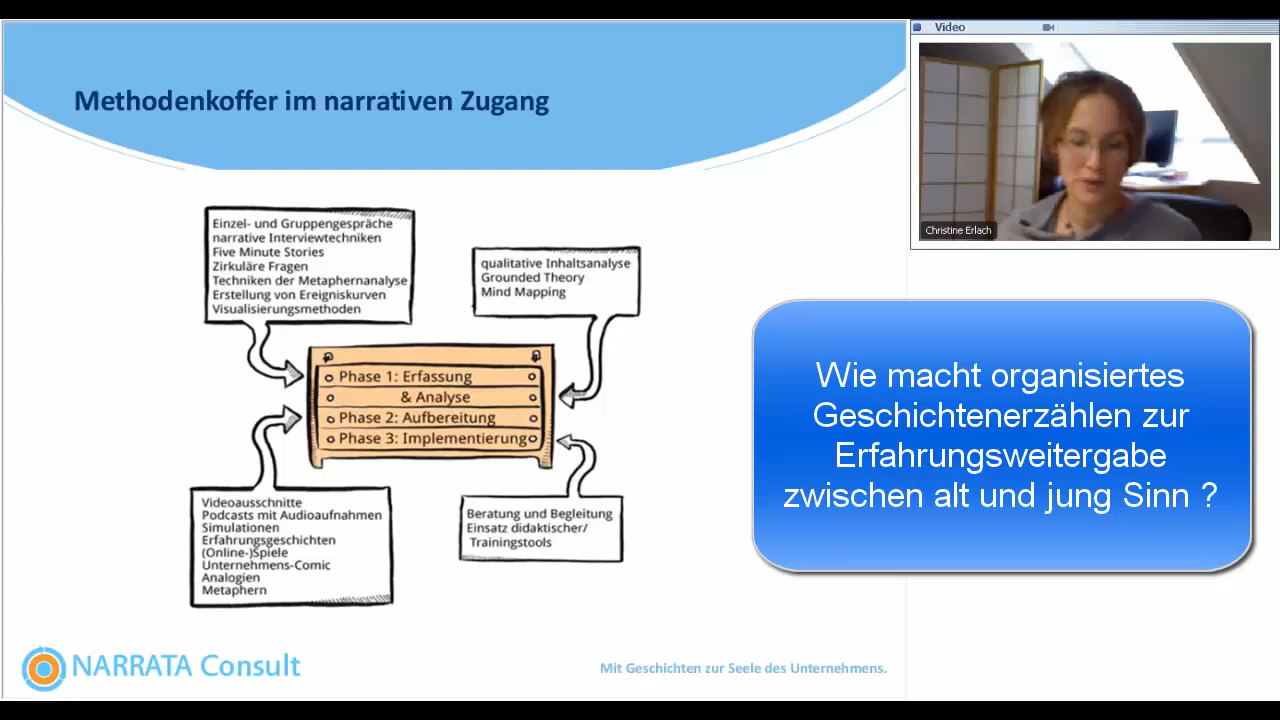 Methodenkoffer im narrativen Zugang
Einzel- und Gruppengespräche
narrative Interviewtechniken
Five Minute Stories
Zirkuläre Fragen
Techniken der Metaphernanalyse
Erstellung von Ereigniskurven
Visualisierungsmethoden
qualitative Inhaltsanalyse
Grounded Theory
Mind Mapping
Phase 1: Erfassung
& Analyse
Phase 2: Aufbereitung
Phase 3: Implementierung
Videoausschnitte
Podcasts mit Audioaufnahmen
Simulationen
Erfahrungsgeschichten
(Online-)Spiele
Unternehmens-Comic
Analogien
Metaphern
Beratung und Begleitung
Einsatz didaktischer/
Trainingstools
NARRATA Consult
Mit Geschichten zur Seele des Unternehmens.
Video
Christine Erlach
Wie macht organisiertes
Geschichtenerzählen zur
Erfahrungsweitergabe
zwischen alt und jung Sinn ?